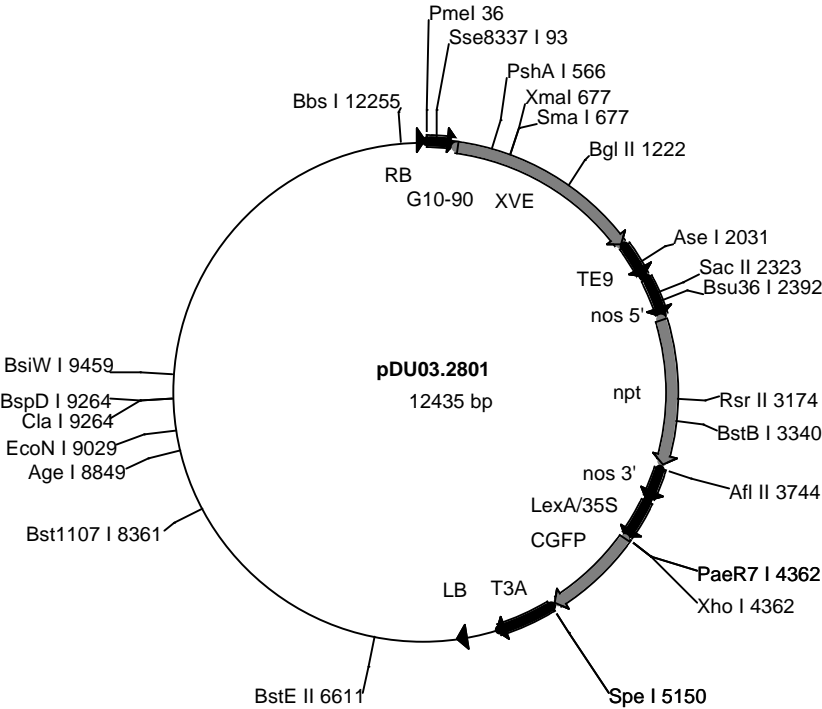 PmeI 36
Sse8337 I 93
PshA I 566
Bbs I 12255
XmaI 677
Sma I 677
Bgl II 1222
RB
G10-90
XVE
Ase I 2031
Sac II 2323
TE9
Bsu36 I 2392
nos 5'
BsiW I 9459
pDU03.2801
npt
BspD I 9264
12435 bp
Rsr II 3174
Cla I 9264
BstB I 3340
EcoN I 9029
Age I 8849
nos 3'
Afl II 3744
LexA/35S
Bst1107 I 8361
CGFP
PaeR7 I 4362
LB
T3A
Xho I 4362
BstE II 6611
Spe I 5150